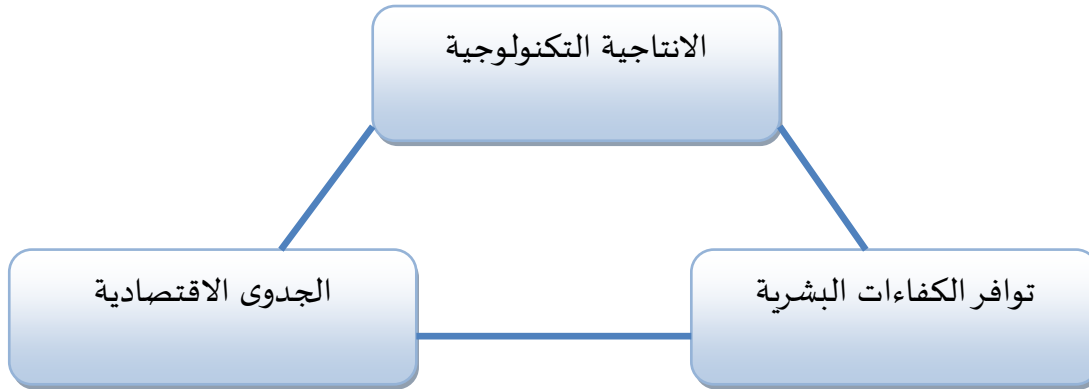 الانتاجية التكنولوجية
توافر الكفاءات البشرية
الجدوى الاقتصادية